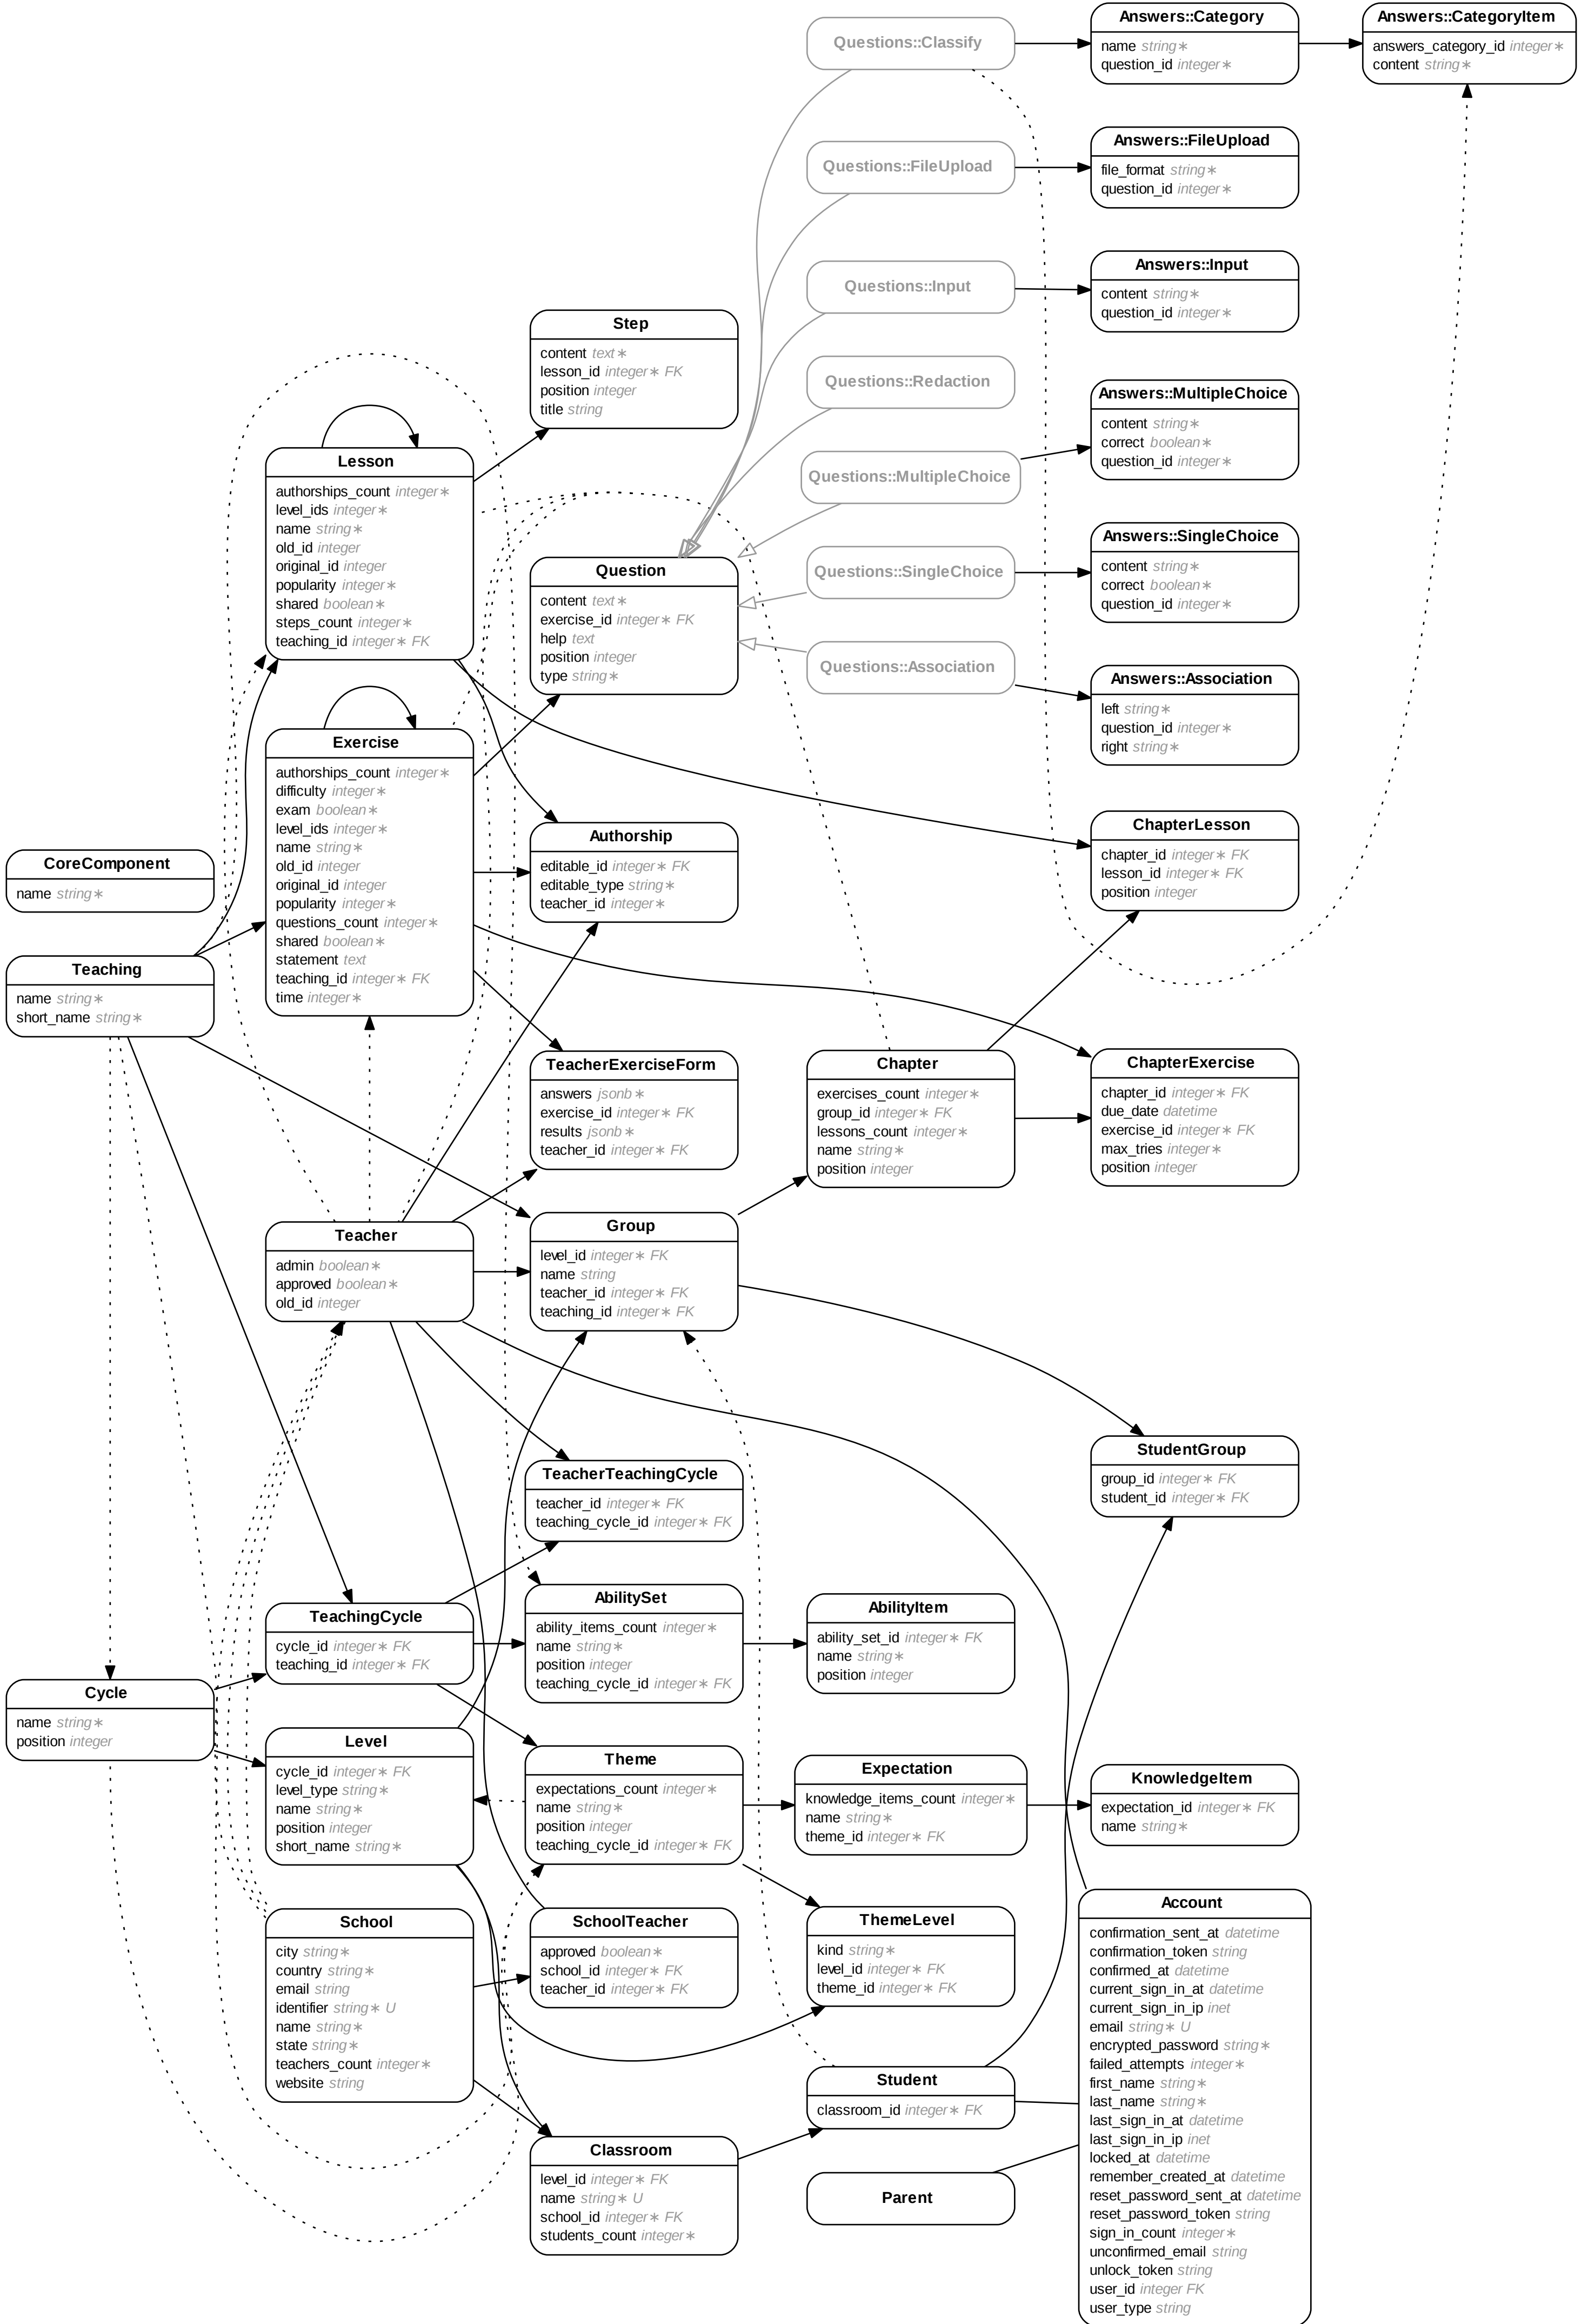 Questions::Classify
Answers::Category
name string∗
question_id integer∗
Answers::CategoryItem
answers_category_id integer∗
content string∗
Questions::FileUpload
Answers::FileUpload
file_format string∗
question_id integer∗
Questions::Input
Answers::Input
content string∗
question_id integer∗
Step
content text∗
lesson_id integer∗ FK
position integer
title string
Questions::Redaction
Answers::MultipleChoice
content string∗
correct boolean∗
question_id integer∗
Lesson
authorships_count integer∗
level_ids integer∗
name string∗
old_id integer
original_id integer
popularity integer∗
shared boolean∗
steps_count integer∗
teaching_id integer∗ FK
Questions::MultipleChoice
Question
content text∗
exercise_id integer∗ FK
help text
position integer
type string∗
Questions::SingleChoice
Answers::SingleChoice
content string∗
correct boolean∗
question_id integer∗
Questions::Association
Answers::Association
left string∗
question_id integer∗
right string∗
Exercise
authorships_count integer∗
difficulty integer∗
exam boolean∗
level_ids integer∗
name string∗
old_id integer
original_id integer
popularity integer∗
questions_count integer∗
shared boolean∗
statement text
teaching_id integer∗ FK
time integer∗
Authorship
editable_id integer∗ FK
editable_type string∗
teacher_id integer∗
ChapterLesson
chapter_id integer∗ FK
lesson_id integer∗ FK
position integer
CoreComponent
name string∗
Teaching
name string∗
short_name string∗
TeacherExerciseForm
answers jsonb∗
exercise_id integer∗ FK
results jsonb∗
teacher_id integer∗ FK
Chapter
exercises_count integer∗
group_id integer∗ FK
lessons_count integer∗
name string∗
position integer
ChapterExercise
chapter_id integer∗ FK
due_date datetime
exercise_id integer∗ FK
max_tries integer∗
position integer
Teacher
admin boolean∗
approved boolean∗
old_id integer
Group
level_id integer∗ FK
name string
teacher_id integer∗ FK
teaching_id integer∗ FK
TeacherTeachingCycle
teacher_id integer∗ FK
teaching_cycle_id integer∗ FK
StudentGroup
group_id integer∗ FK
student_id integer∗ FK
TeachingCycle
cycle_id integer∗ FK
teaching_id integer∗ FK
AbilitySet
ability_items_count integer∗
name string∗
position integer
teaching_cycle_id integer∗ FK
AbilityItem
ability_set_id integer∗ FK
name string∗
position integer
Cycle
name string∗
position integer
Level
cycle_id integer∗ FK
level_type string∗
name string∗
position integer
short_name string∗
Theme
expectations_count integer∗
name string∗
position integer
teaching_cycle_id integer∗ FK
Expectation
knowledge_items_count integer∗
name string∗
theme_id integer∗ FK
KnowledgeItem
expectation_id integer∗ FK
name string∗
School
city string∗
country string∗
email string
identifier string∗ U
name string∗
state string∗
teachers_count integer∗
website string
SchoolTeacher
approved boolean∗
school_id integer∗ FK
teacher_id integer∗ FK
ThemeLevel
kind string∗
level_id integer∗ FK
theme_id integer∗ FK
Student
classroom_id integer∗ FK
Classroom
level_id integer∗ FK
name string∗ U
school_id integer∗ FK
students_count integer∗
Parent
Account
confirmation_sent_at datetime
confirmation_token string
confirmed_at datetime
current_sign_in_at datetime
current_sign_in_ip inet
email string∗ U
encrypted_password string∗
failed_attempts integer∗
first_name string∗
last_name string∗
last_sign_in_at datetime
last_sign_in_ip inet
locked_at datetime
remember_created_at datetime
reset_password_sent_at datetime
reset_password_token string
sign_in_count integer∗
unconfirmed_email string
unlock_token string
user_id integer FK
user_type string